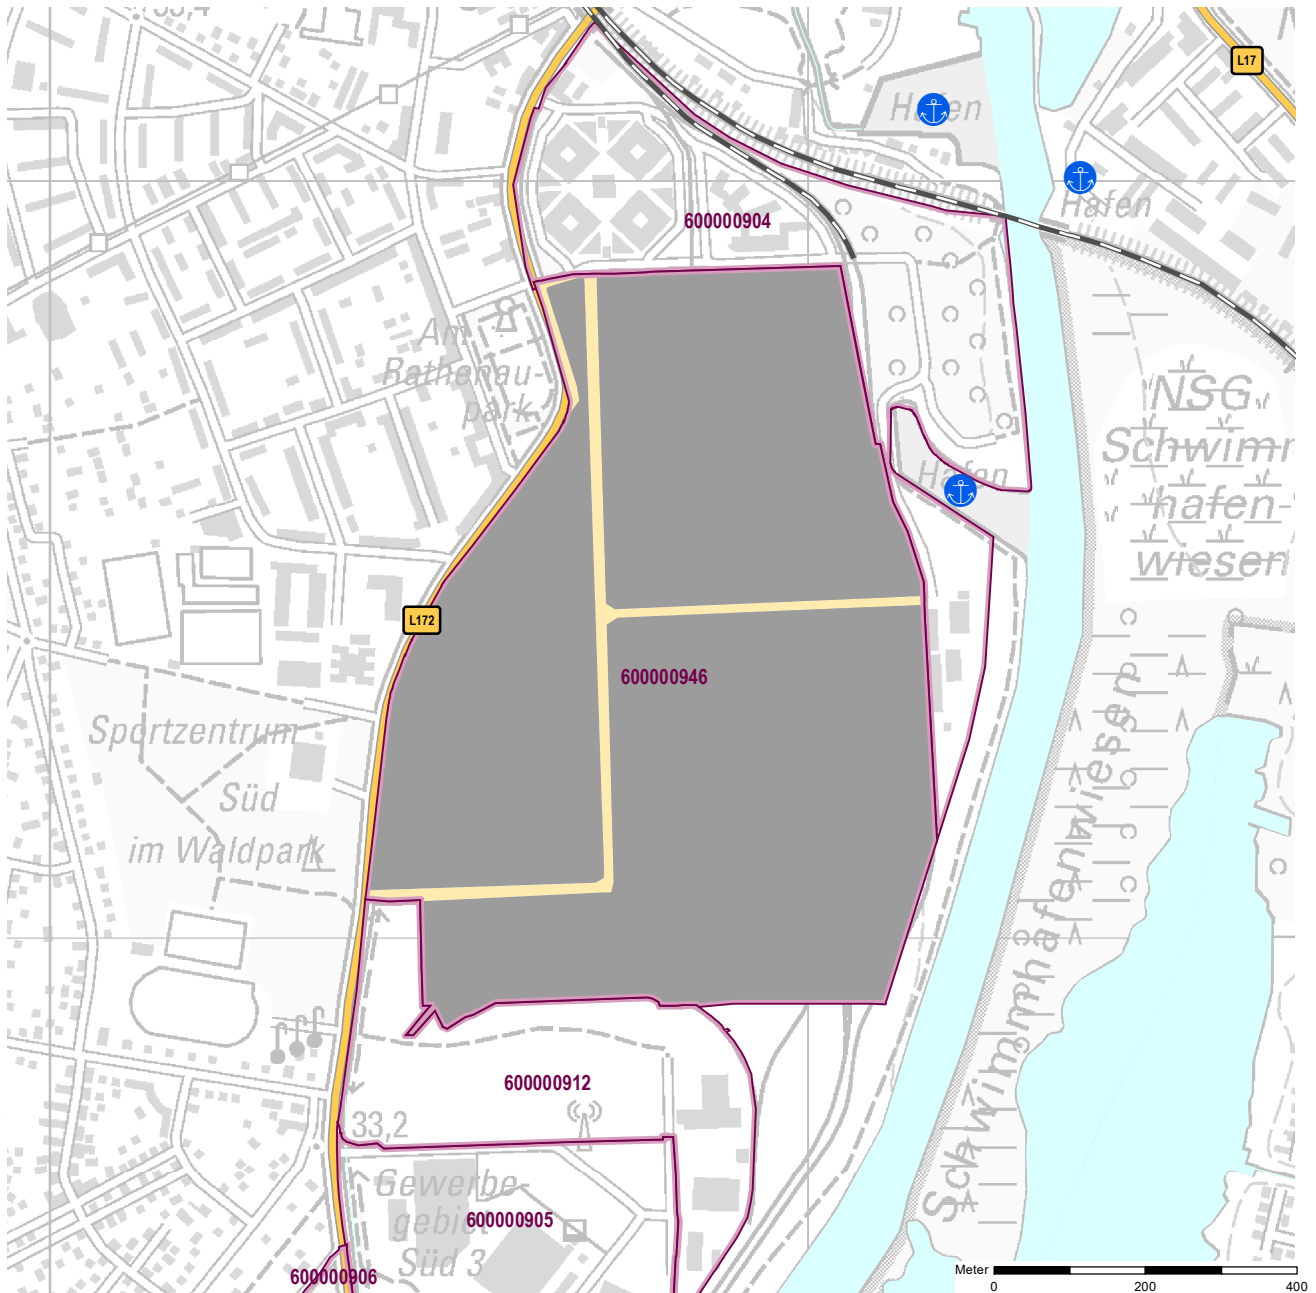 L17
Hafen
Hafen
600000904
Am
Rathenau-
park
NSG
Schwimm
hafen-
wiesen
Hafen
L172
600000946
Sportzentrum
Süd
im Waldpark
Schwimmhafenwiesen
600000912
33,2
Gewerbe-
gebiet
600000905
Süd 3
600000906
Meter
0
200
400